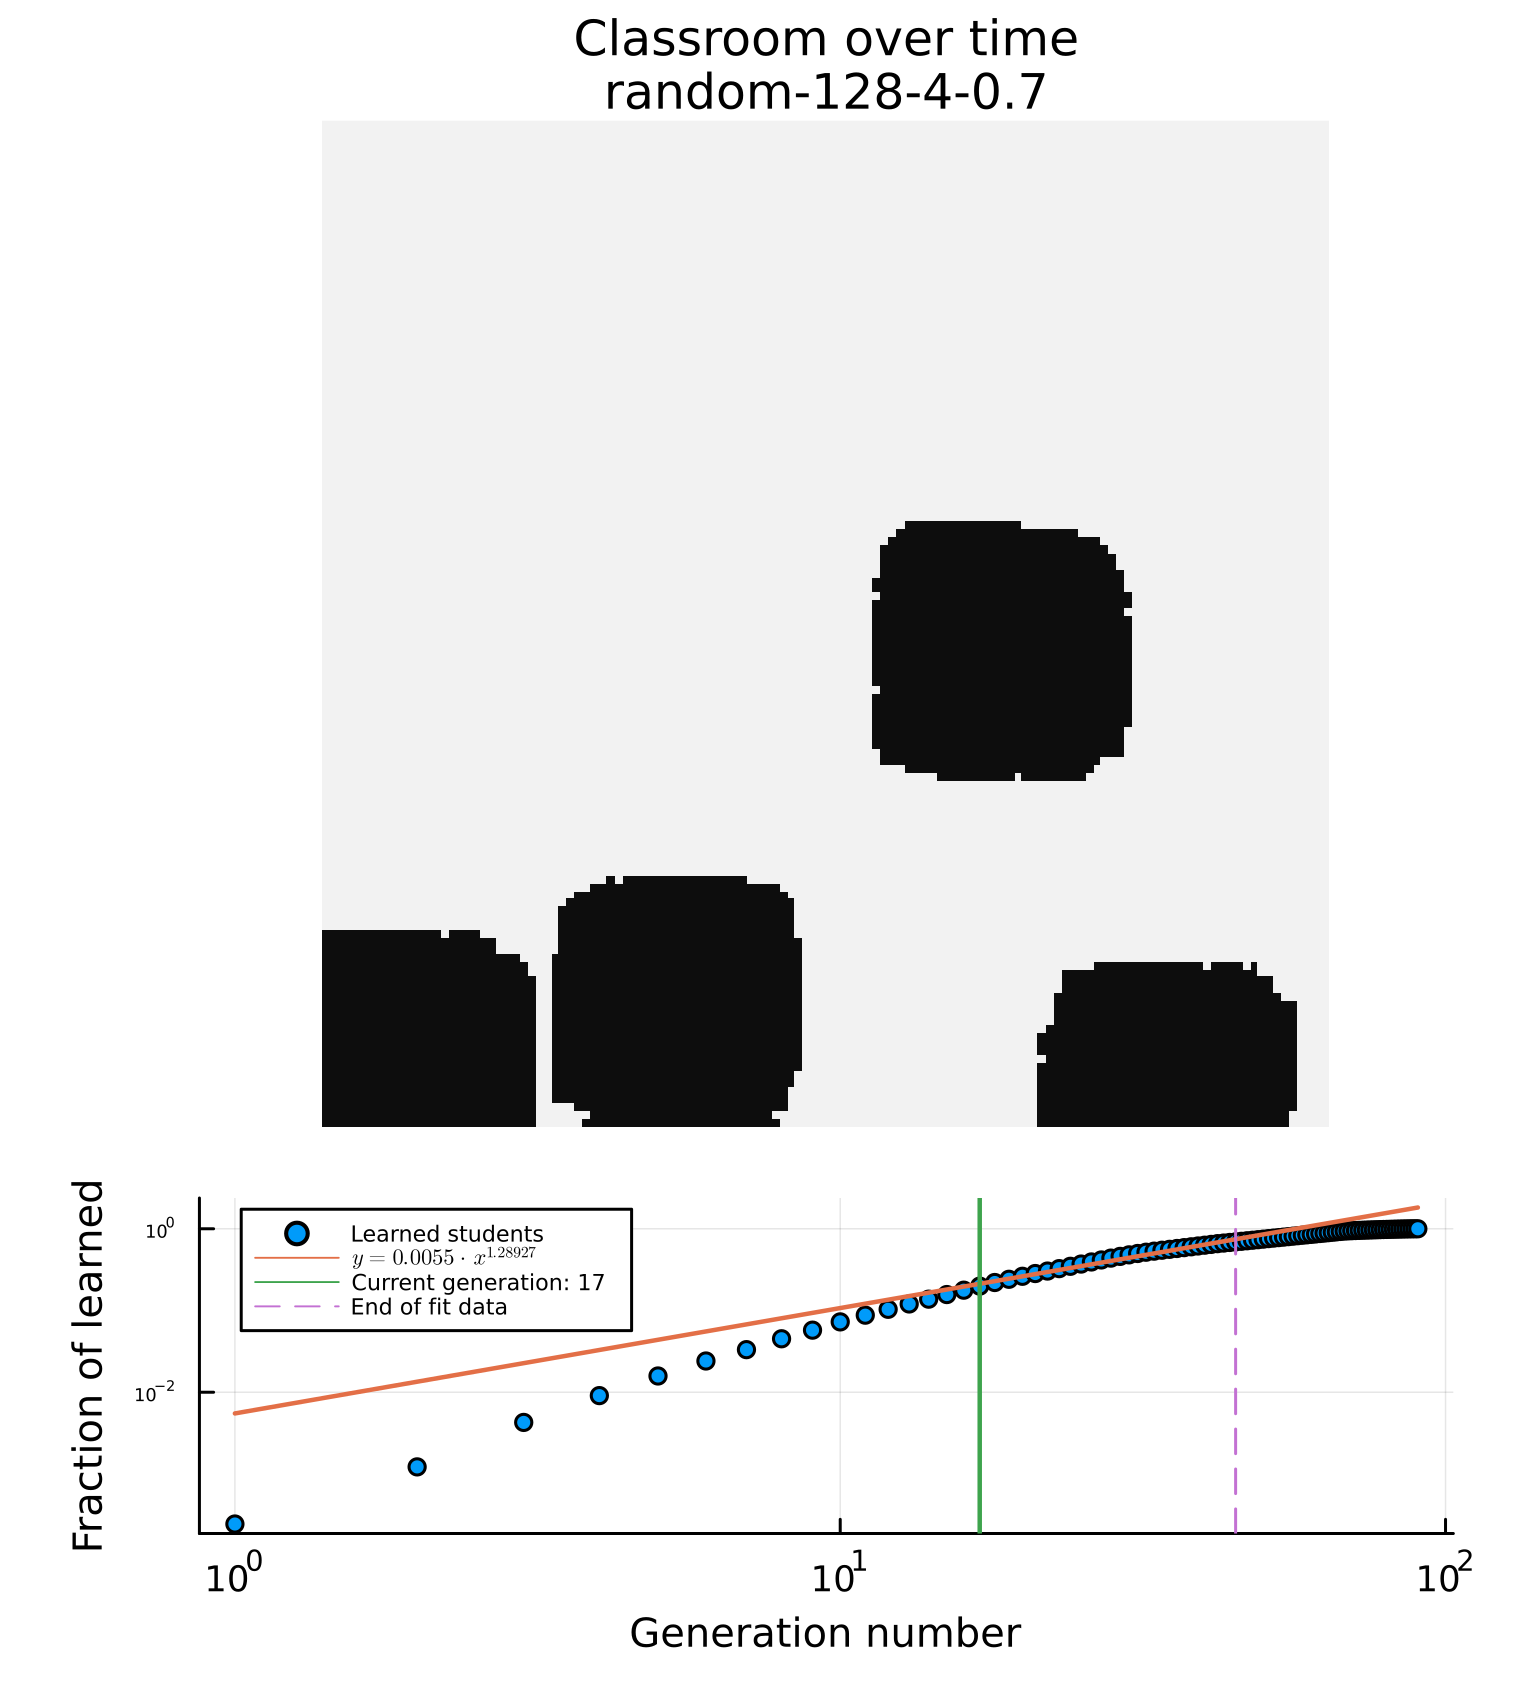 Classroom over time
random-128-4-0.7
Fraction of learned
10^0
10^-2
Learned students
y = 0.0055 · x^1.28927
Current generation: 17
End of fit data
10^0 10^1 10^2
Generation number